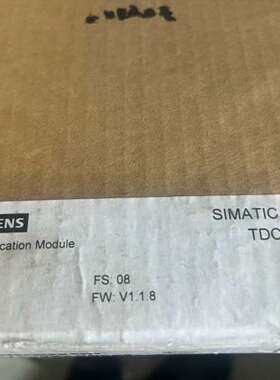 ENS
SIMATIC
cation Module
TDC
FS. 08
FW: V1.1.8